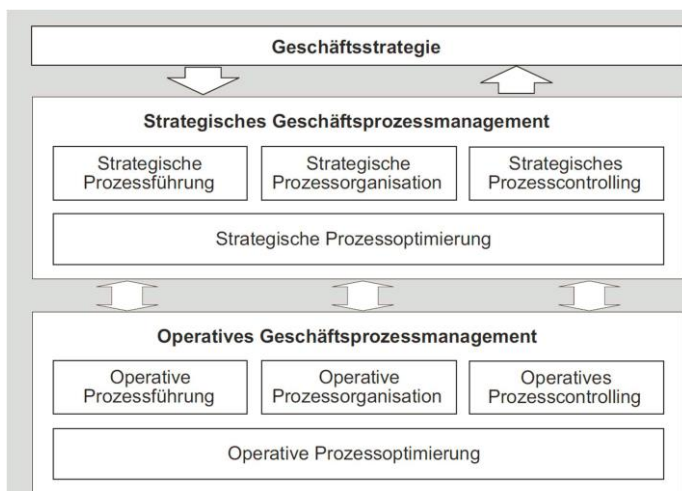 Geschäftsstrategie
Strategisches Geschäftsprozessmanagement
Strategische
Prozessführung
Strategische
Prozessorganisation
Strategisches
Prozesscontrolling
Strategische Prozessoptimierung
Operatives Geschäftsprozessmanagement
Operative
Prozessführung
Operative
Prozessorganisation
Operatives
Prozesscontrolling
Operative Prozessoptimierung